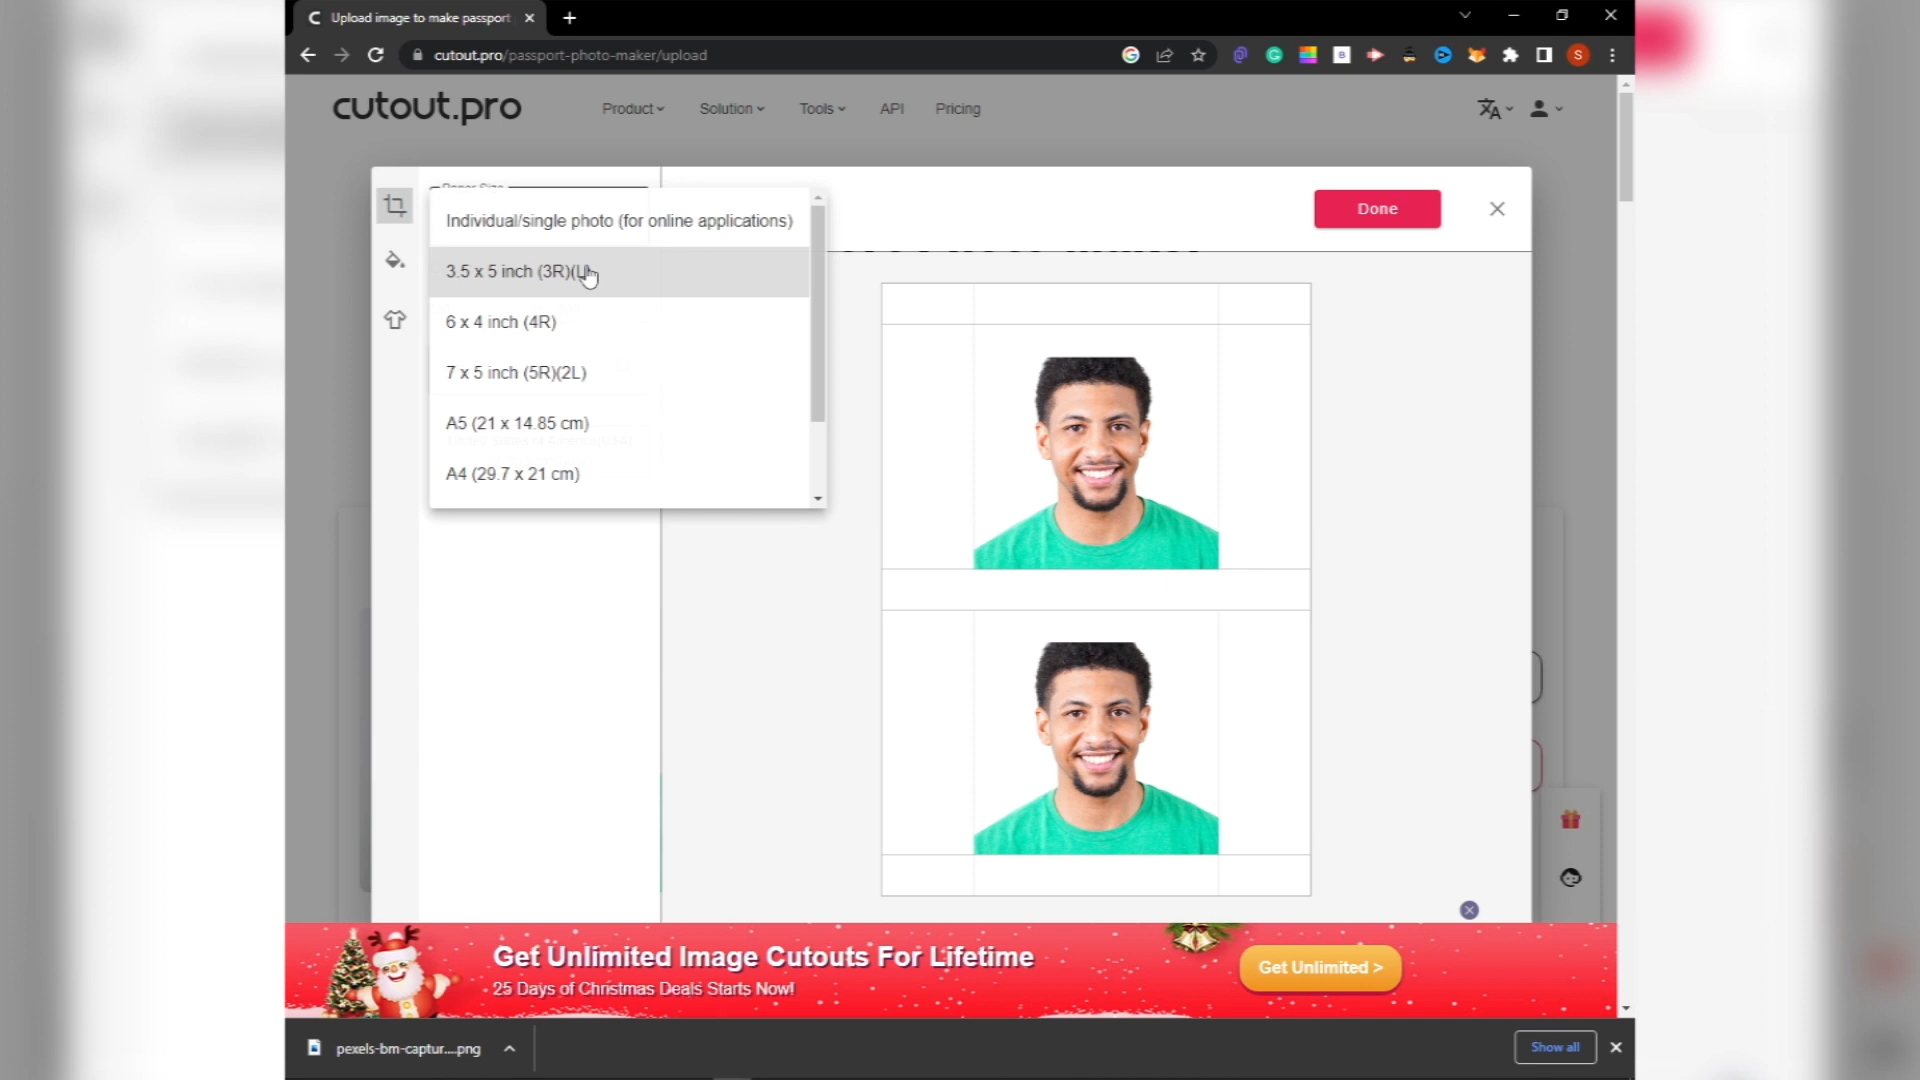 Upload image to make passport
cutout.pro/passport-photo-maker/upload
S
cutout.pro
Product
Solution
Tools
API
Pricing
Paper Size
Individual/single photo (for online applications)
Done
3.5 x 5 inch (3R)(L)
6 x 4 inch (4R)
7 x 5 inch (5R)(2L)
A5 (21 x 14.85 cm)
A4 (29.7 x 21 cm)
Get Unlimited Image Cutouts For Lifetime
25 Days of Christmas Deals Starts Now!
Get Unlimited >
pexels-bm-captur....png
Show all